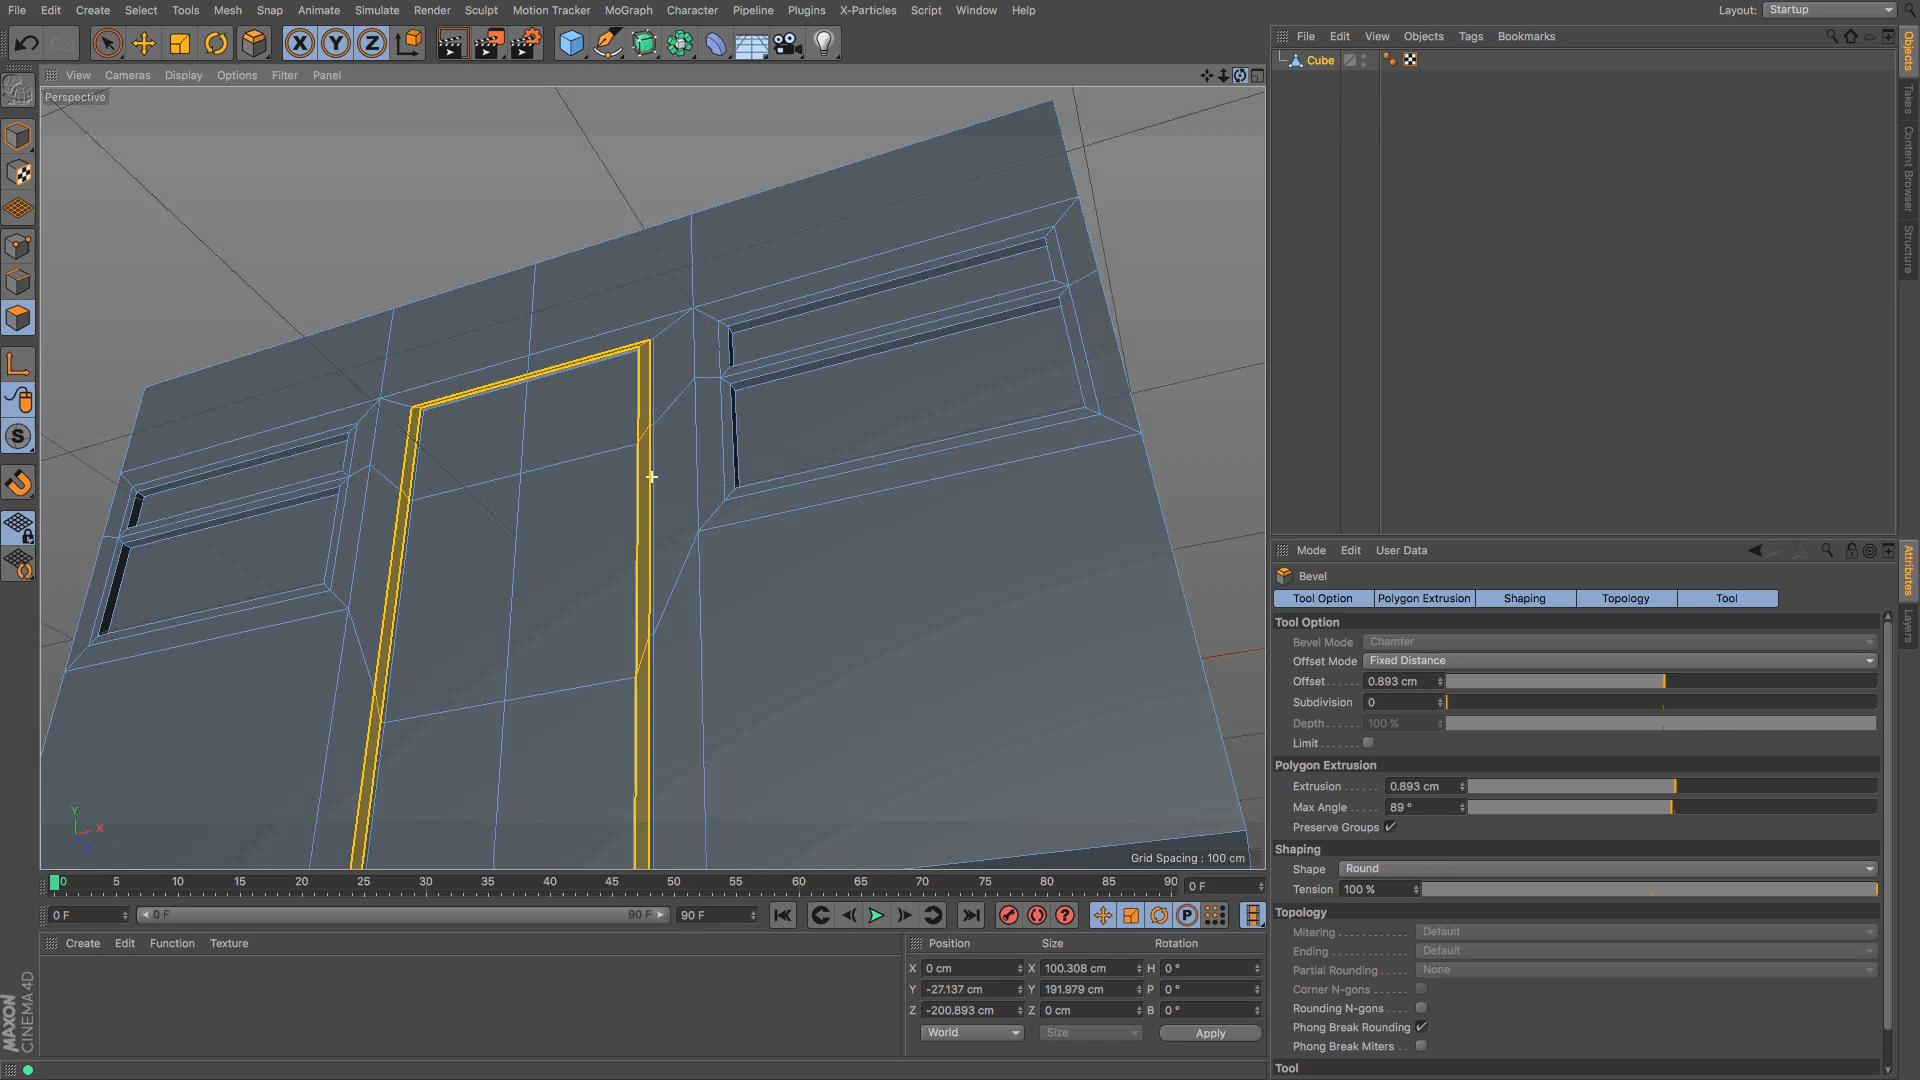 File Edit Create Select Tools Mesh Snap Animate Simulate Render Sculpt Motion Tracker MoGraph Character Pipeline Plugins X-Particles Script Window Help Layout: Startup
View Cameras Display Options Filter Panel
Perspective
Grid Spacing : 100 cm
Y
X
Z
0 5 10 15 20 25 30 35 40 45 50 55 60 65 70 75 80 85 90 0 F
0 F 0 F 90 F 90 F
Create Edit Function Texture
Position Size Rotation
X 0 cm X 100.308 cm H 0 °
Y -27.137 cm Y 191.979 cm P 0 °
Z -200.893 cm Z 0 cm B 0 °
World Size Apply
MAXON
CINEMA 4D
File Edit View Objects Tags Bookmarks
Cube
Objects
Takes
Content Browser
Structure
Mode Edit User Data
Bevel
Tool Option Polygon Extrusion Shaping Topology Tool
Tool Option
Bevel Mode Chamfer
Offset Mode Fixed Distance
Offset . . . . . . 0.893 cm
Subdivision 0
Depth . . . . . . 100 %
Limit . . . . . . .
Polygon Extrusion
Extrusion . . . . . . 0.893 cm
Max Angle . . . . . 89 °
Preserve Groups
Shaping
Shape Round
Tension 100 %
Topology
Mitering . . . . . . . . . . . . Default
Ending . . . . . . . . . . . . . Default
Partial Rounding . . . . . None
Corner N-gons . . . . . .
Rounding N-gons . . . .
Phong Break Rounding
Phong Break Miters . .
Tool
Attributes
Layers